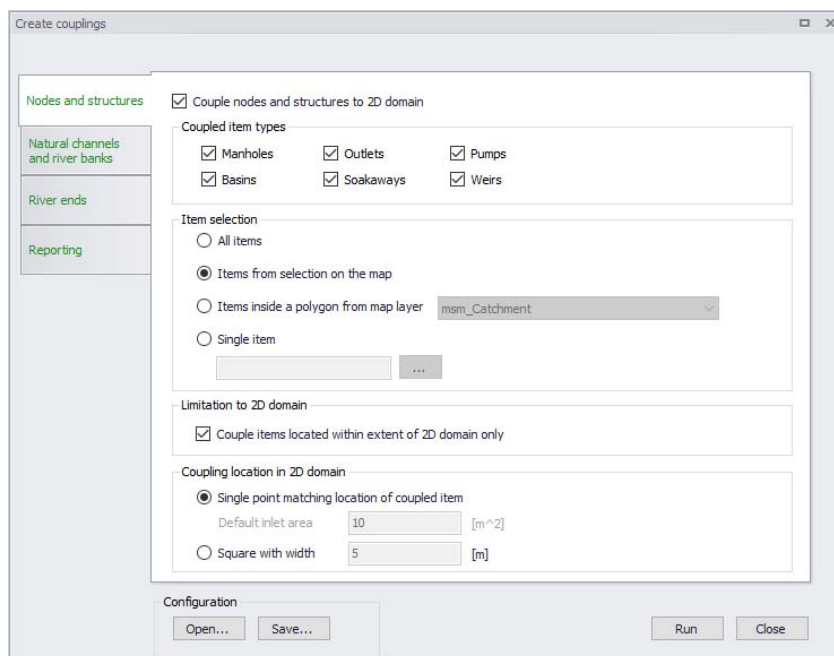 Create couplings
Nodes and structures
Natural channels
and river banks
River ends
Reporting
Couple nodes and structures to 2D domain
Coupled item types
Manholes Outlets Pumps
Basins Soakaways Weirs
Item selection
All items
Items from selection on the map
Items inside a polygon from map layer msm_Catchment
Single item
...
Limitation to 2D domain
Couple items located within extent of 2D domain only
Coupling location in 2D domain
Single point matching location of coupled item
Default inlet area 10 [m^2]
Square with width 5 [m]
Configuration
Open... Save... Run Close